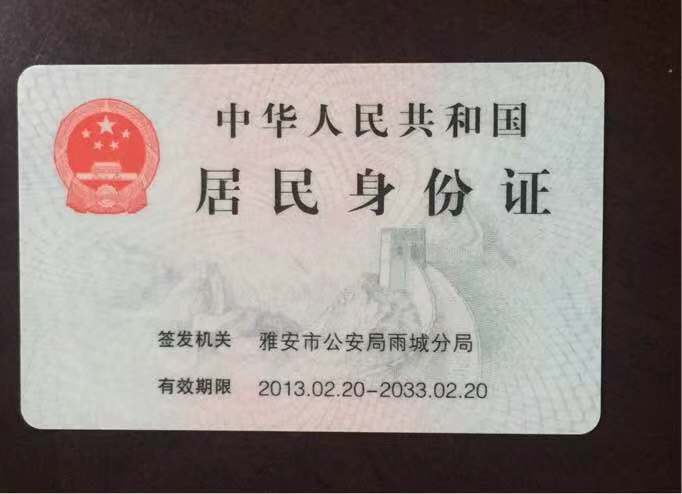 中华人民共和国
居民身份证
签发机关 雅安市公安局雨城分局
有效期限 2013.02.20-2033.02.20